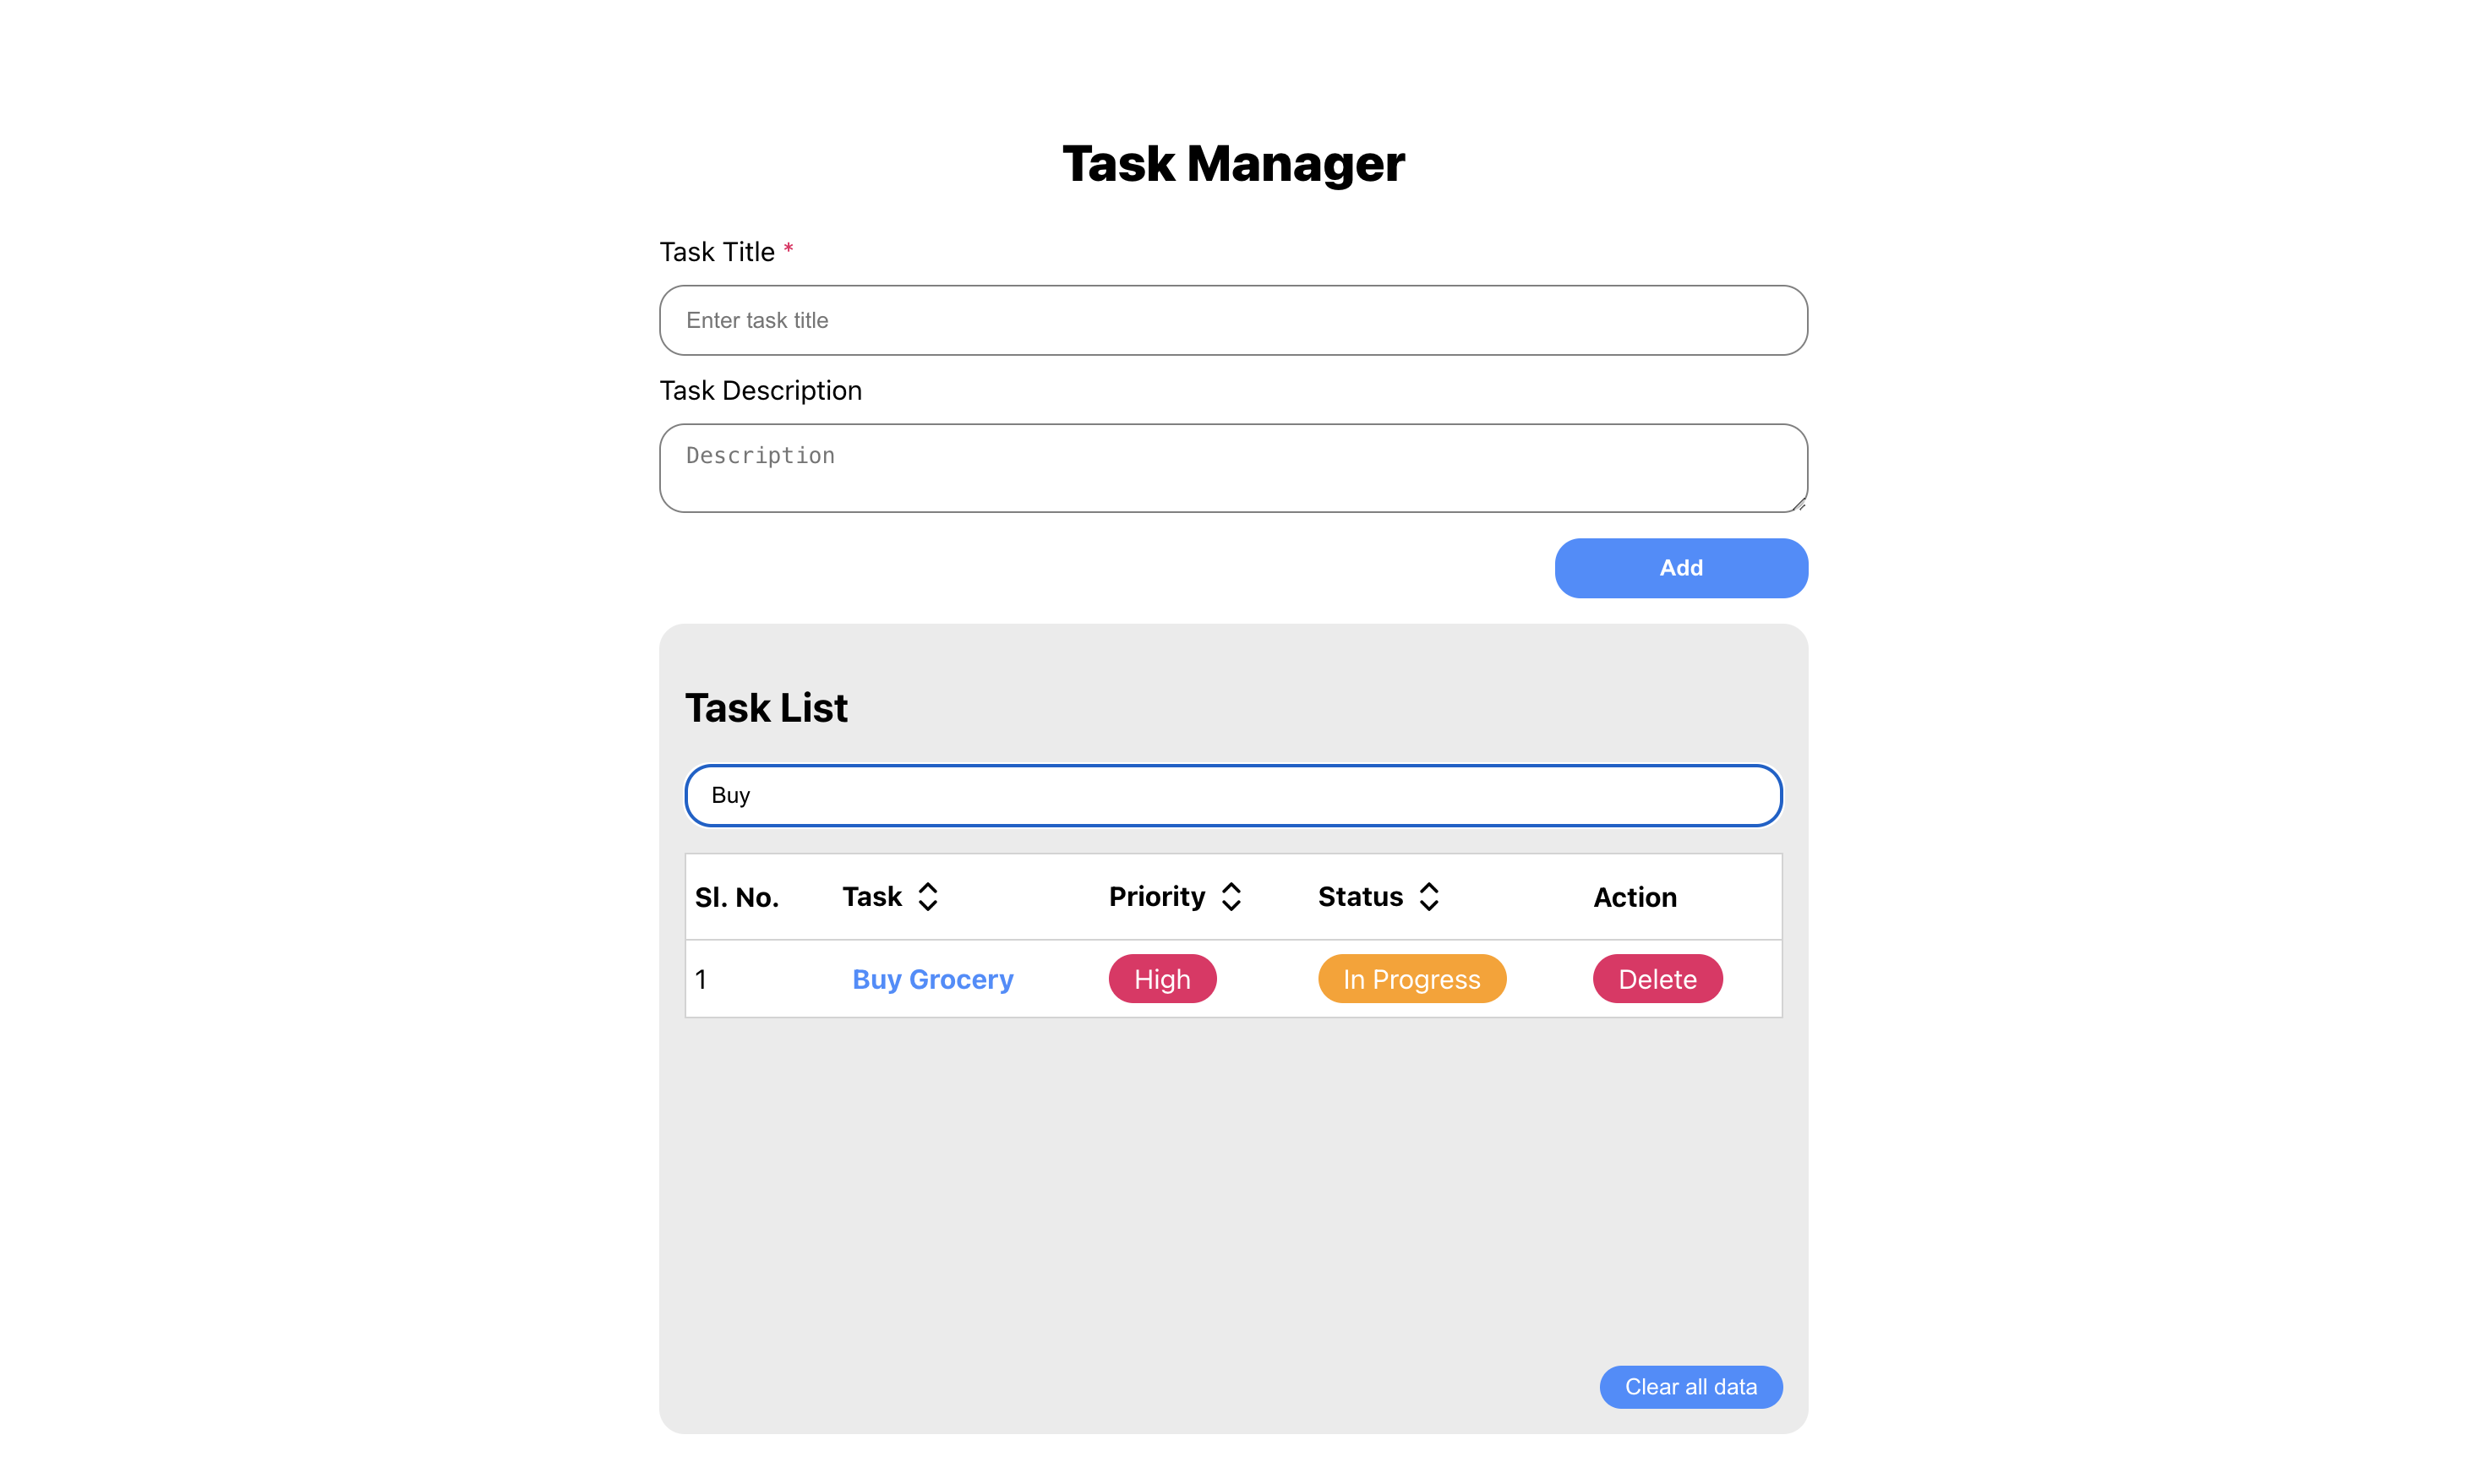 Task Manager
Task Title *
Enter task title
Task Description
Description
Add
Task List
Buy
Sl. No. Task Priority Status Action
1 Buy Grocery High In Progress Delete
Clear all data